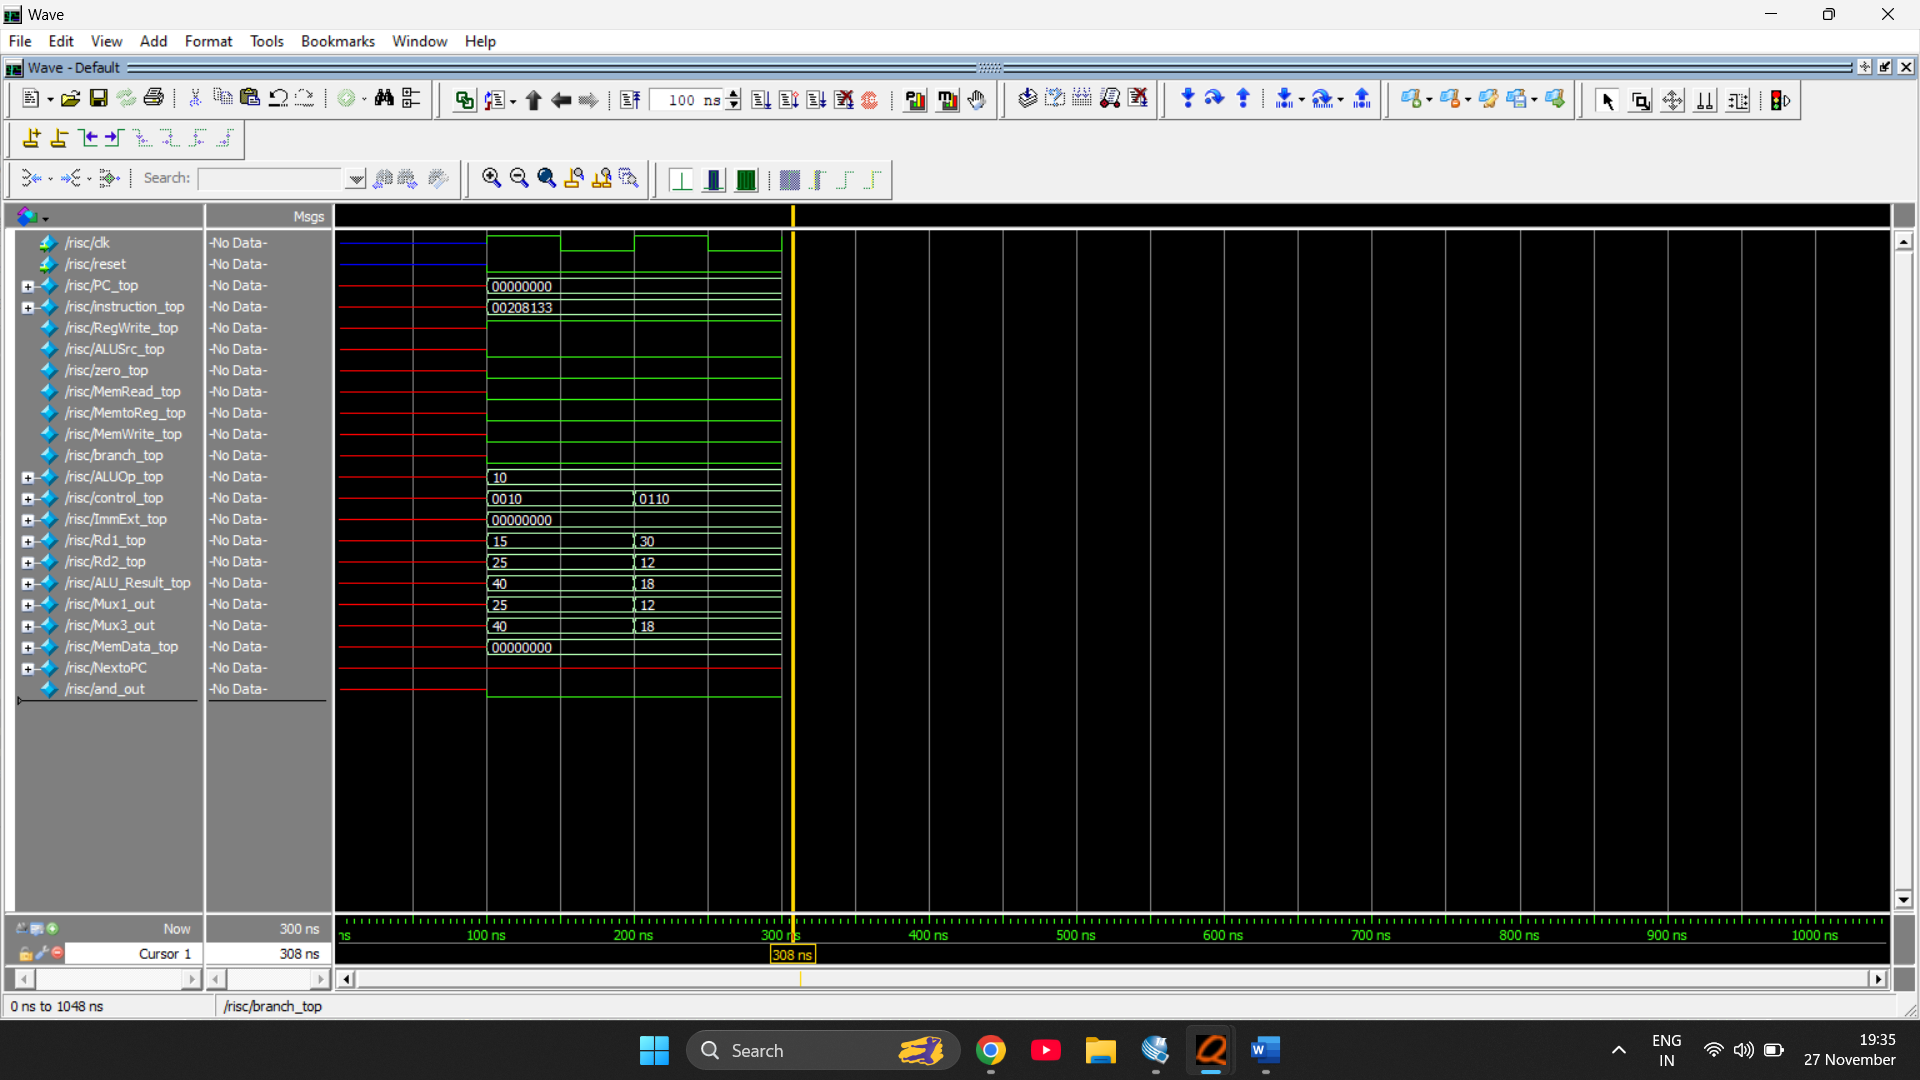 Wave
File Edit View Add Format Tools Bookmarks Window Help
Wave - Default
100 ns
Search:
Msgs
/risc/clk -No Data-
/risc/reset -No Data-
/risc/PC_top -No Data- 00000000
/risc/instruction_top -No Data- 00208133
/risc/RegWrite_top -No Data-
/risc/ALUSrc_top -No Data-
/risc/zero_top -No Data-
/risc/MemRead_top -No Data-
/risc/MemtoReg_top -No Data-
/risc/MemWrite_top -No Data-
/risc/branch_top -No Data-
/risc/ALUOp_top -No Data- 10
/risc/control_top -No Data- 0010 0110
/risc/ImmExt_top -No Data- 00000000
/risc/Rd1_top -No Data- 15 30
/risc/Rd2_top -No Data- 25 12
/risc/ALU_Result_top -No Data- 40 18
/risc/Mux1_out -No Data- 25 12
/risc/Mux3_out -No Data- 40 18
/risc/MemData_top -No Data- 00000000
/risc/NextoPC -No Data-
/risc/and_out -No Data-
Now 300 ns
ns 100 ns 200 ns 300 ns 400 ns 500 ns 600 ns 700 ns 800 ns 900 ns 1000 ns
Cursor 1 308 ns 308 ns
0 ns to 1048 ns /risc/branch_top
Search
ENG
IN
19:35
27 November